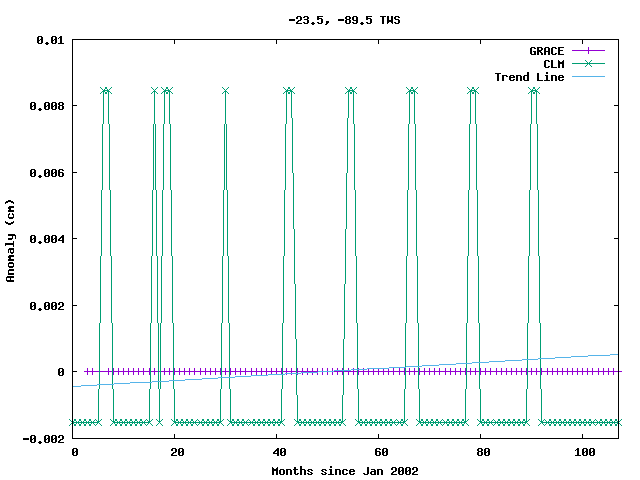 -23.5, -89.5 TWS
GRACE
CLM
Trend Line
0.01
0.008
0.006
0.004
0.002
0
-0.002
Anomaly (cm)
0 20 40 60 80 100
Months since Jan 2002